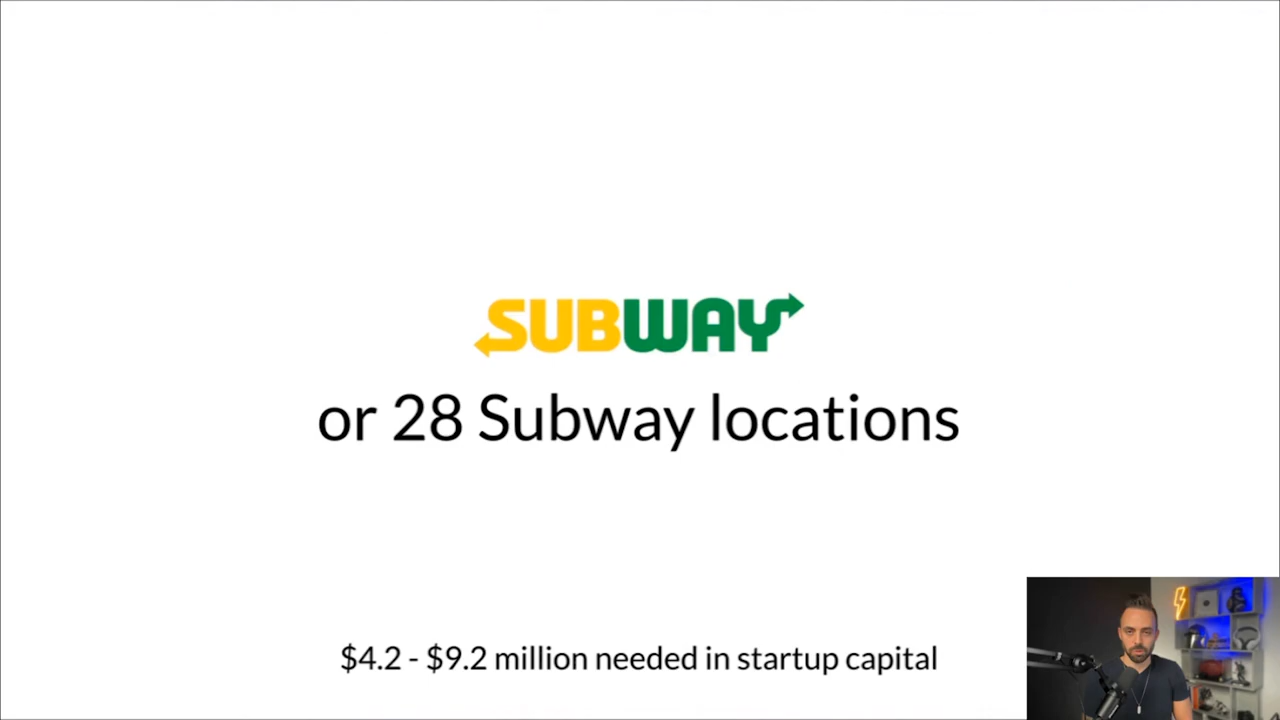 SUBWAY
or 28 Subway locations
$4.2 - $9.2 million needed in startup capital